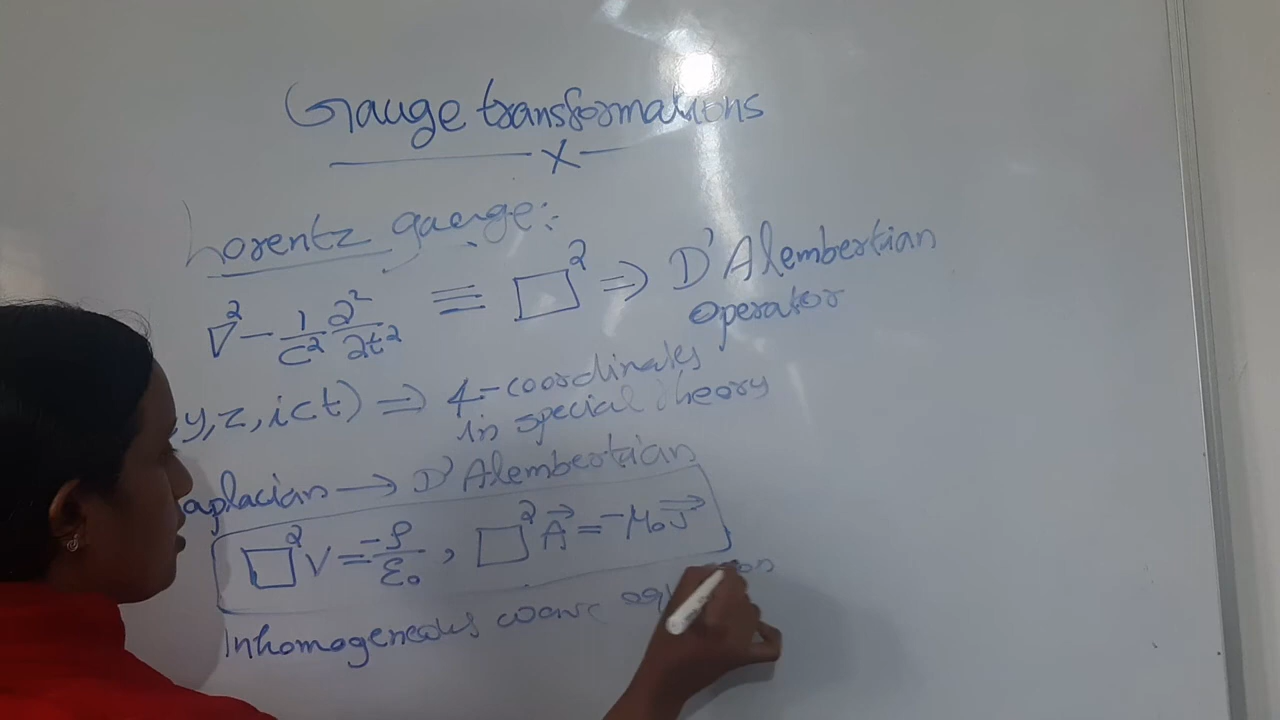 Gauge transformations
x
Lorentz gauge:
∇² - 1/c² ∂²/∂t² ≡ □² ⇒ D'Alembertian operator
y, z, ict) ⇒ 4-coordinates
in special theory
aplacian → D'Alembertian
□²V = -ρ/ε₀ , □²A⃗ = -μ₀J⃗
Inhomogeneous wave